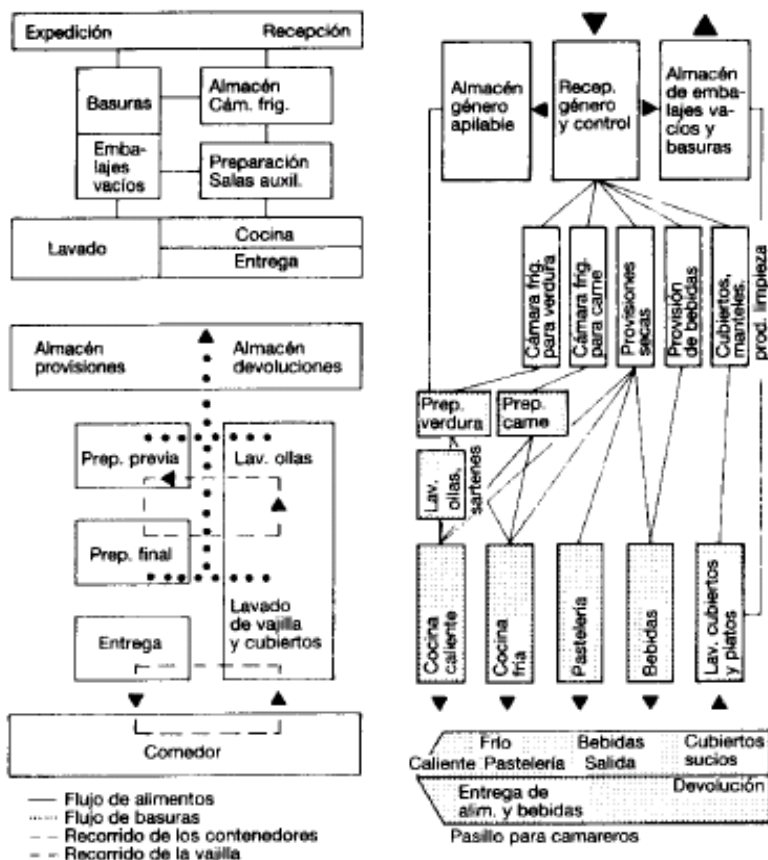 Expedición Recepción
Basuras
Almacén
Cám. frig.
Emba-
lajes
vacíos
Preparación
Salas auxil.
Lavado
Cocina
Entrega
Almacén
provisiones
Almacén
devoluciones
Prep. previa
Lav. ollas
Prep. final
Entrega
Lavado
de vajilla
y cubiertos
Comedor
Flujo de alimentos
Flujo de basuras
Recorrido de los contenedores
Recorrido de la vajilla
Almacén
género
apilable
Recep.
género
y control
Almacén
de emba-
lajes va-
cíos y
basuras
Cámara frig.
para verdura
Cámara frig.
para carne
Provisiones
secas
Provisión
de bebidas
Cubiertos,
manteles.
prod. limpieza
Prep.
verdura
Prep.
carne
Lav.
ollas,
sartenes
Cocina
caliente
Cocina
fría
Pastelería
Bebidas
Lav. cubiertos
y platos
Frío Bebidas Cubiertos
Caliente Pastelería Salida sucios
Entrega de
alim. y bebidas
Devolución
Pasillo para camareros